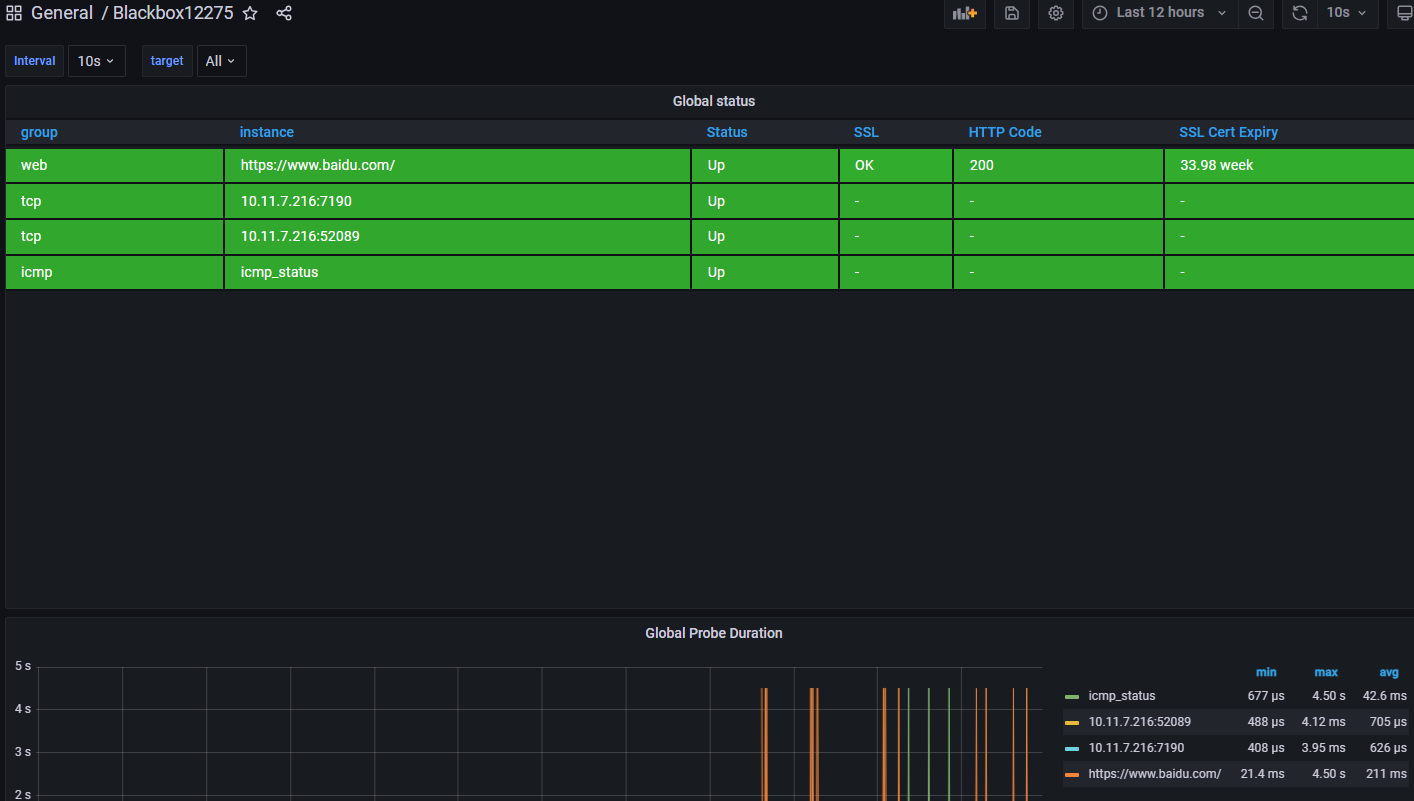 General / Blackbox12275
Last 12 hours
10s
Interval
10s
target
All
Global status
group instance Status SSL HTTP Code SSL Cert Expiry
web https://www.baidu.com/ Up OK 200 33.98 week
tcp 10.11.7.216:7190 Up - - -
tcp 10.11.7.216:52089 Up - - -
icmp icmp_status Up - - -
Global Probe Duration
5 s
4 s
3 s
2 s
min max avg
icmp_status 677 µs 4.50 s 42.6 ms
10.11.7.216:52089 488 µs 4.12 ms 705 µs
10.11.7.216:7190 408 µs 3.95 ms 626 µs
https://www.baidu.com/ 21.4 ms 4.50 s 211 ms